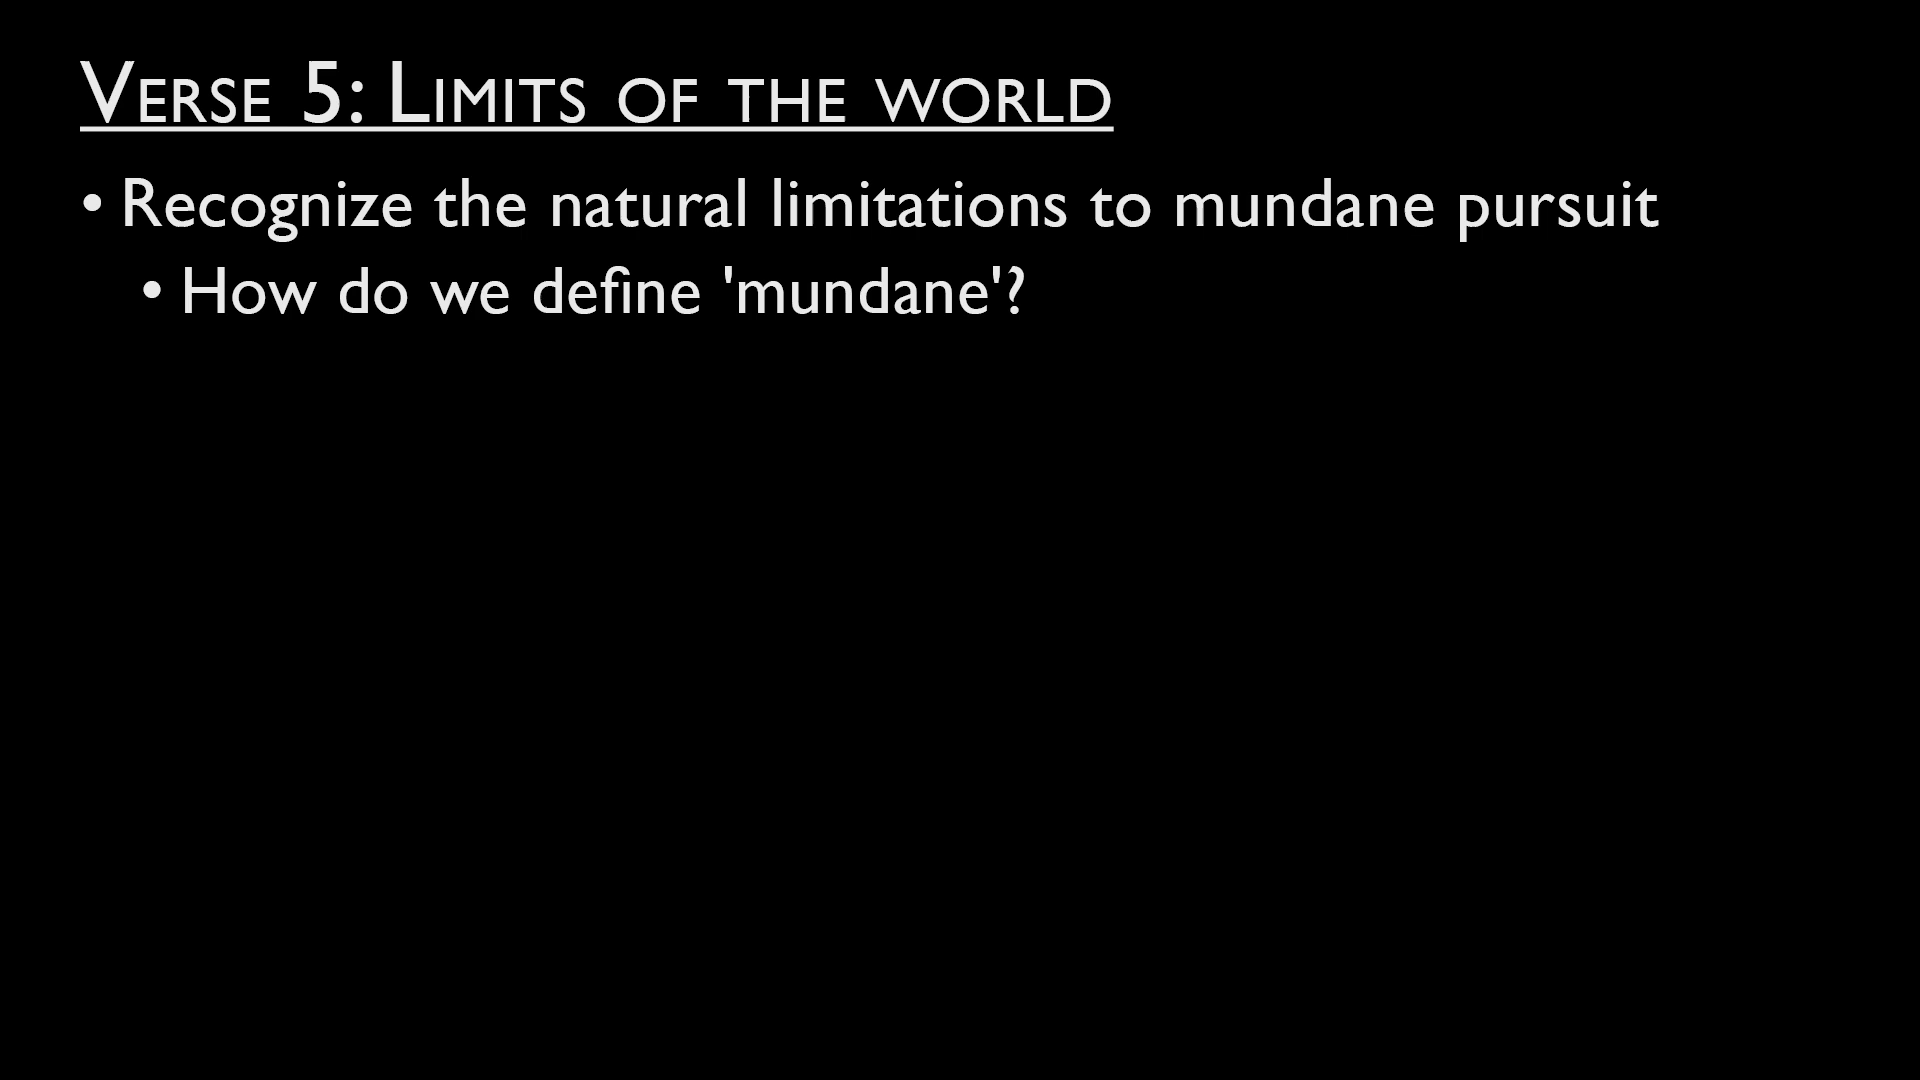 Verse 5: Limits of the world
• Recognize the natural limitations to mundane pursuit
• How do we define 'mundane'?